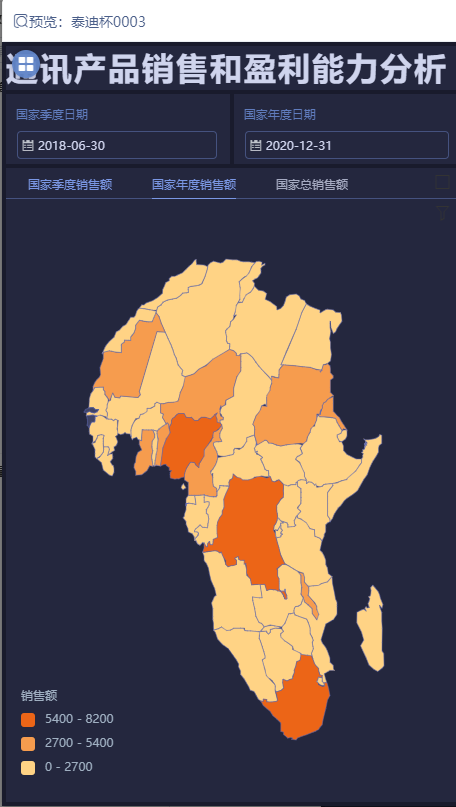 预览：泰迪杯0003
通讯产品销售和盈利能力分析
国家季度日期
国家年度日期
2018-06-30
2020-12-31
国家季度销售额 国家年度销售额 国家总销售额
销售额
5400 - 8200
2700 - 5400
0 - 2700